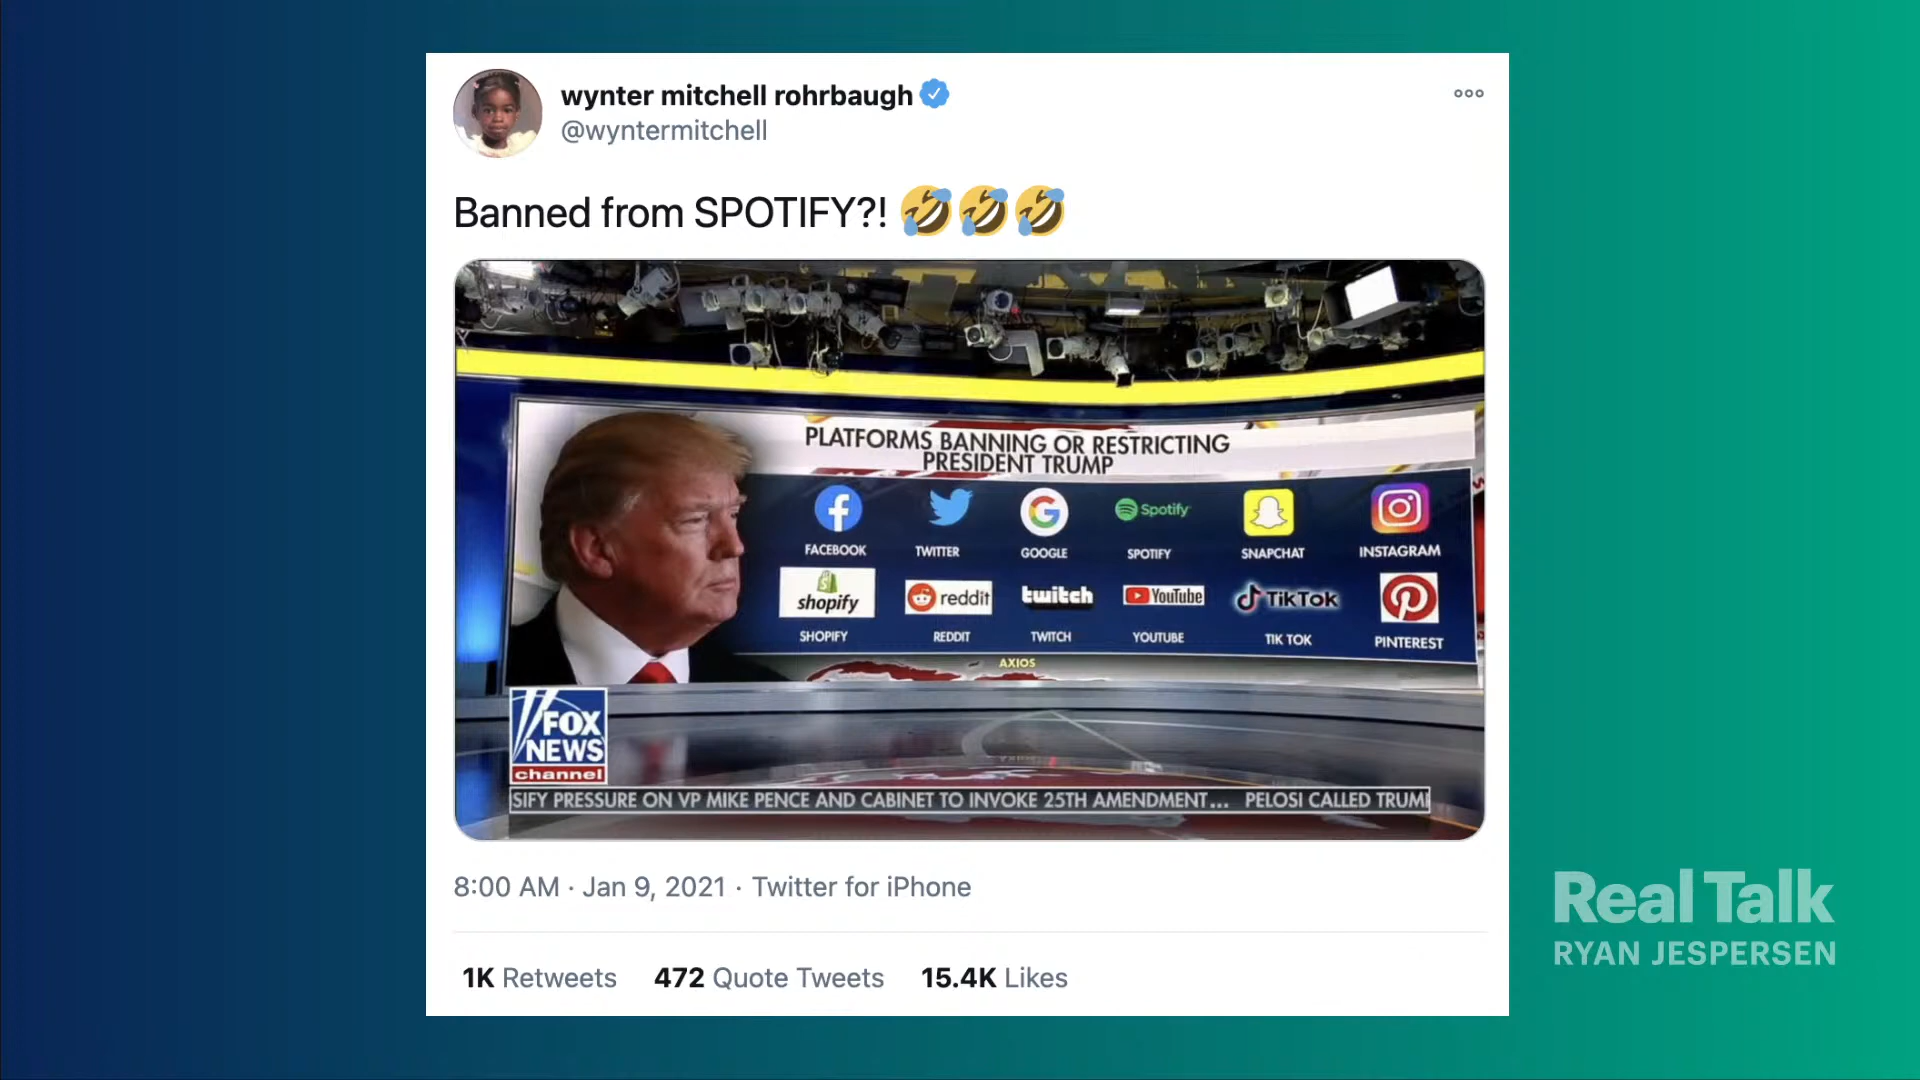 wynter mitchell rohrbaugh
@wyntermitchell
Banned from SPOTIFY?! 🤣🤣🤣
PLATFORMS BANNING OR RESTRICTING
PRESIDENT TRUMP
Spotify
FACEBOOK TWITTER GOOGLE SPOTIFY SNAPCHAT INSTAGRAM
shopify reddit twitch YouTube TikTok
SHOPIFY REDDIT TWITCH YOUTUBE TIK TOK PINTEREST
AXIOS
FOX
NEWS
channel
SIFY PRESSURE ON VP MIKE PENCE AND CABINET TO INVOKE 25TH AMENDMENT... PELOSI CALLED TRUM
8:00 AM · Jan 9, 2021 · Twitter for iPhone
1K Retweets 472 Quote Tweets 15.4K Likes
Real Talk
RYAN JESPERSEN